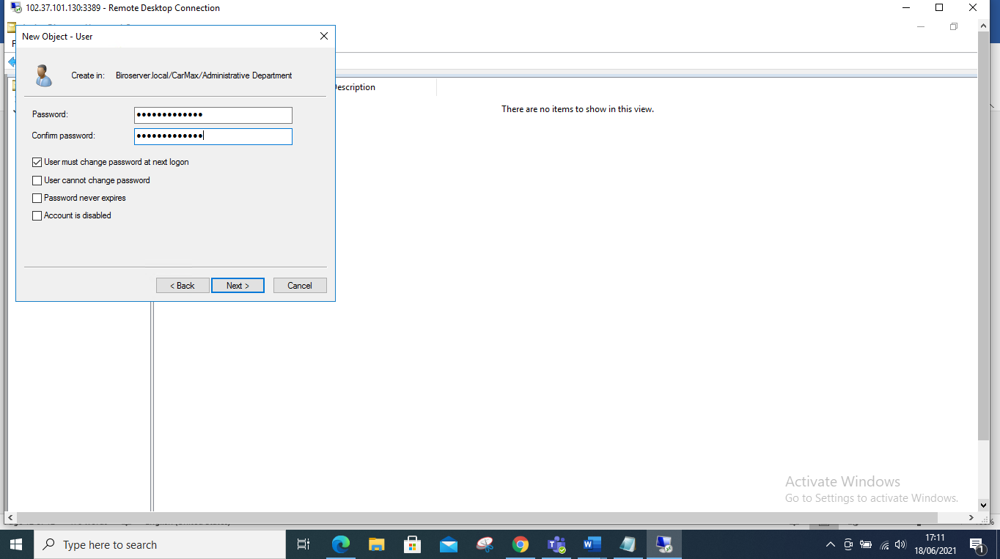 102.37.101.130:3389 - Remote Desktop Connection
New Object - User
Create in: Biroserver.local/CarMax/Administrative Department
Description
There are no items to show in this view.
Password: •••••••••••••
Confirm password: •••••••••••••
User must change password at next logon
User cannot change password
Password never expires
Account is disabled
< Back
Next >
Cancel
Activate Windows
Go to Settings to activate Windows.
Type here to search
17:11
18/06/2021
1